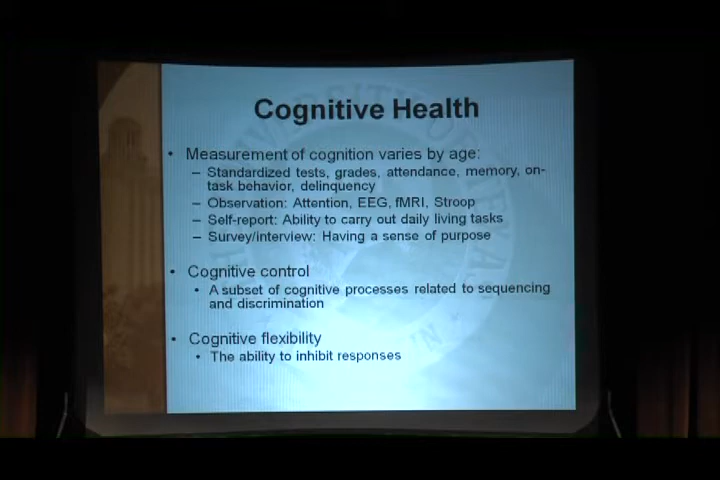 Cognitive Health
• Measurement of cognition varies by age:
– Standardized tests, grades, attendance, memory, on-
task behavior, delinquency
– Observation: Attention, EEG, fMRI, Stroop
– Self-report: Ability to carry out daily living tasks
– Survey/interview: Having a sense of purpose
• Cognitive control
• A subset of cognitive processes related to sequencing
and discrimination
• Cognitive flexibility
• The ability to inhibit responses